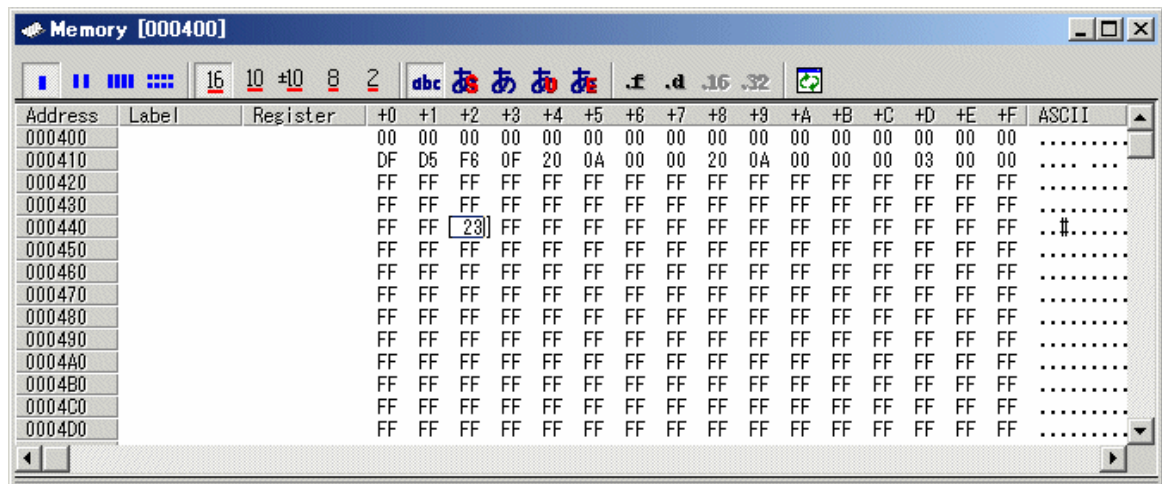 Memory [000400]
16 10 ±10 8 2 abc あS あ あU あE .f .d .16 .32
Address Label Register +0 +1 +2 +3 +4 +5 +6 +7 +8 +9 +A +B +C +D +E +F ASCII
000400 00 00 00 00 00 00 00 00 00 00 00 00 00 00 00 00 .........
000410 DF D5 F6 0F 20 0A 00 00 20 0A 00 00 00 03 00 00 .... ...
000420 FF FF FF FF FF FF FF FF FF FF FF FF FF FF FF FF .........
000430 FF FF FF FF FF FF FF FF FF FF FF FF FF FF FF FF .........
000440 FF FF 23 FF FF FF FF FF FF FF FF FF FF FF FF FF ..#......
000450 FF FF FF FF FF FF FF FF FF FF FF FF FF FF FF FF .........
000460 FF FF FF FF FF FF FF FF FF FF FF FF FF FF FF FF .........
000470 FF FF FF FF FF FF FF FF FF FF FF FF FF FF FF FF .........
000480 FF FF FF FF FF FF FF FF FF FF FF FF FF FF FF FF .........
000490 FF FF FF FF FF FF FF FF FF FF FF FF FF FF FF FF .........
0004A0 FF FF FF FF FF FF FF FF FF FF FF FF FF FF FF FF .........
0004B0 FF FF FF FF FF FF FF FF FF FF FF FF FF FF FF FF .........
0004C0 FF FF FF FF FF FF FF FF FF FF FF FF FF FF FF FF .........
0004D0 FF FF FF FF FF FF FF FF FF FF FF FF FF FF FF FF .........